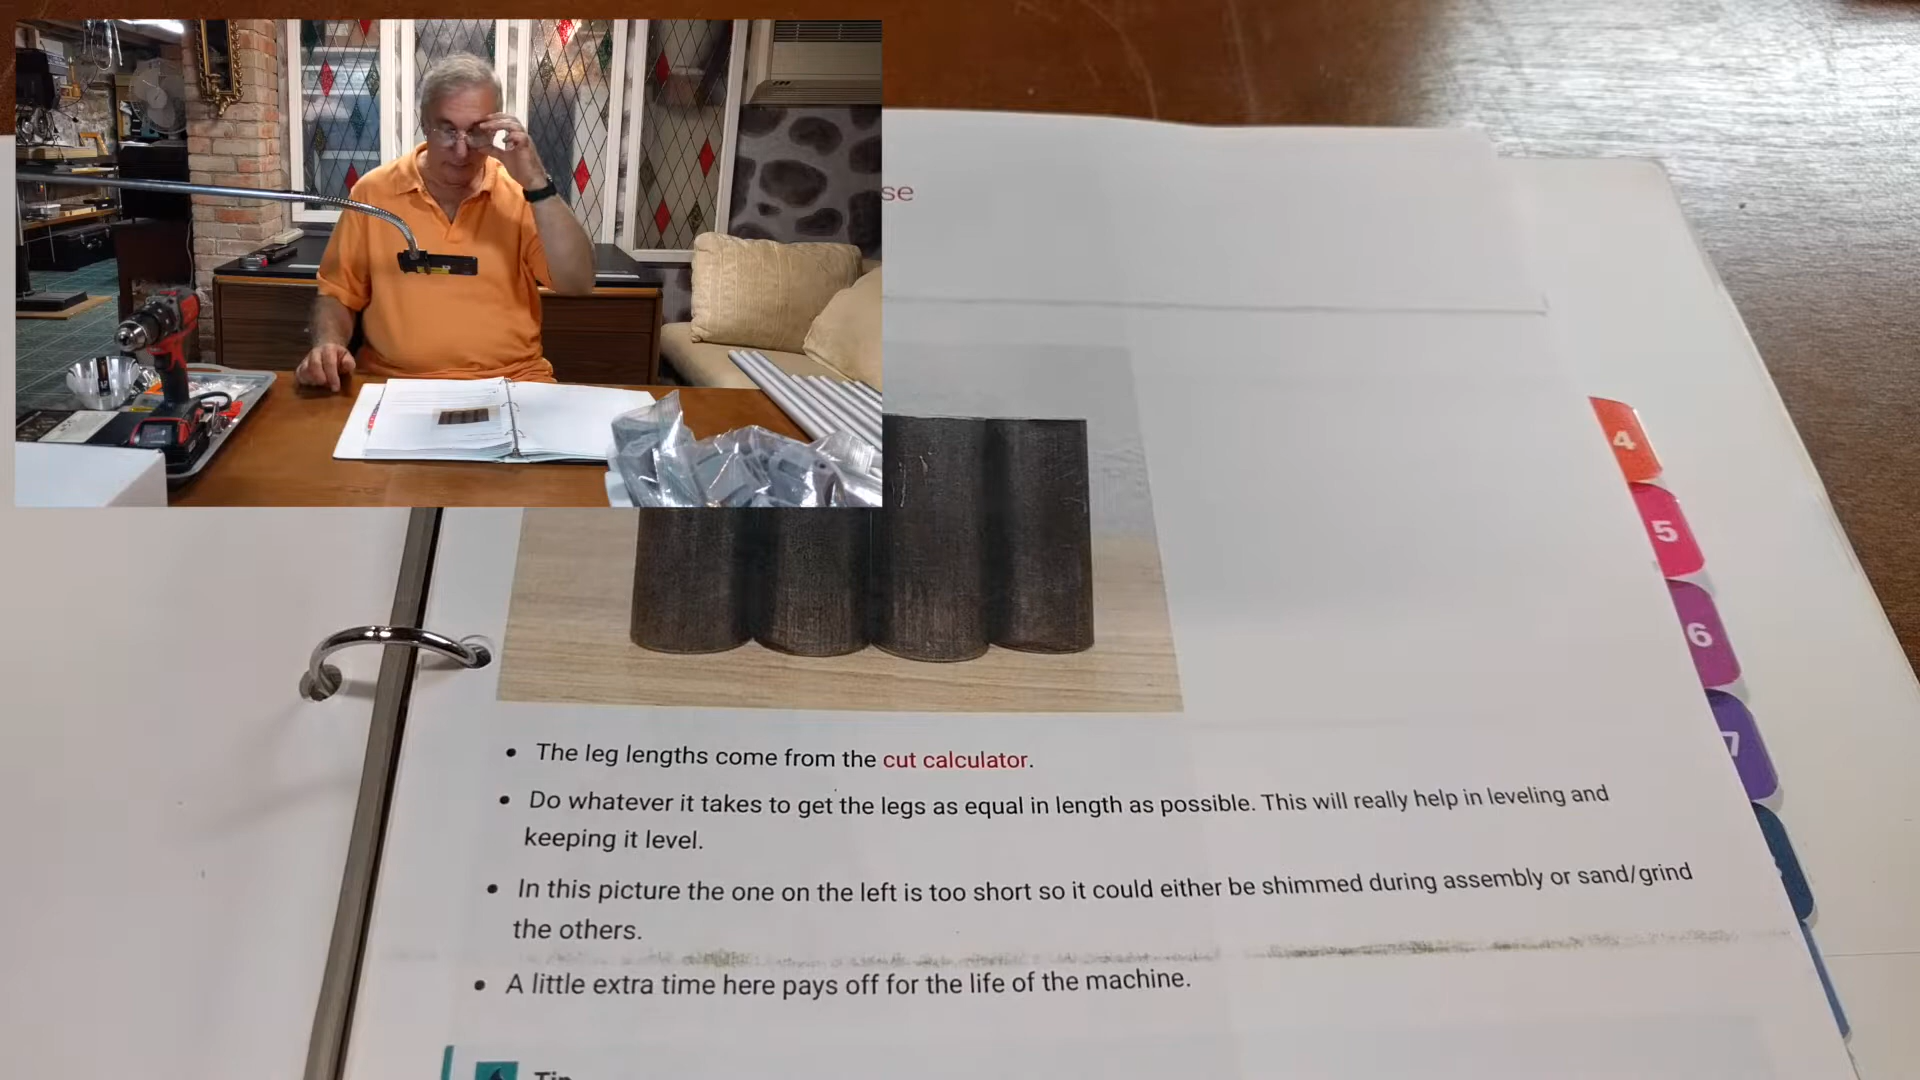 se
4
5
6
7
The leg lengths come from the cut calculator.
Do whatever it takes to get the legs as equal in length as possible. This will really help in leveling and
keeping it level.
In this picture the one on the left is too short so it could either be shimmed during assembly or sand/grind
the others.
A little extra time here pays off for the life of the machine.
Tip